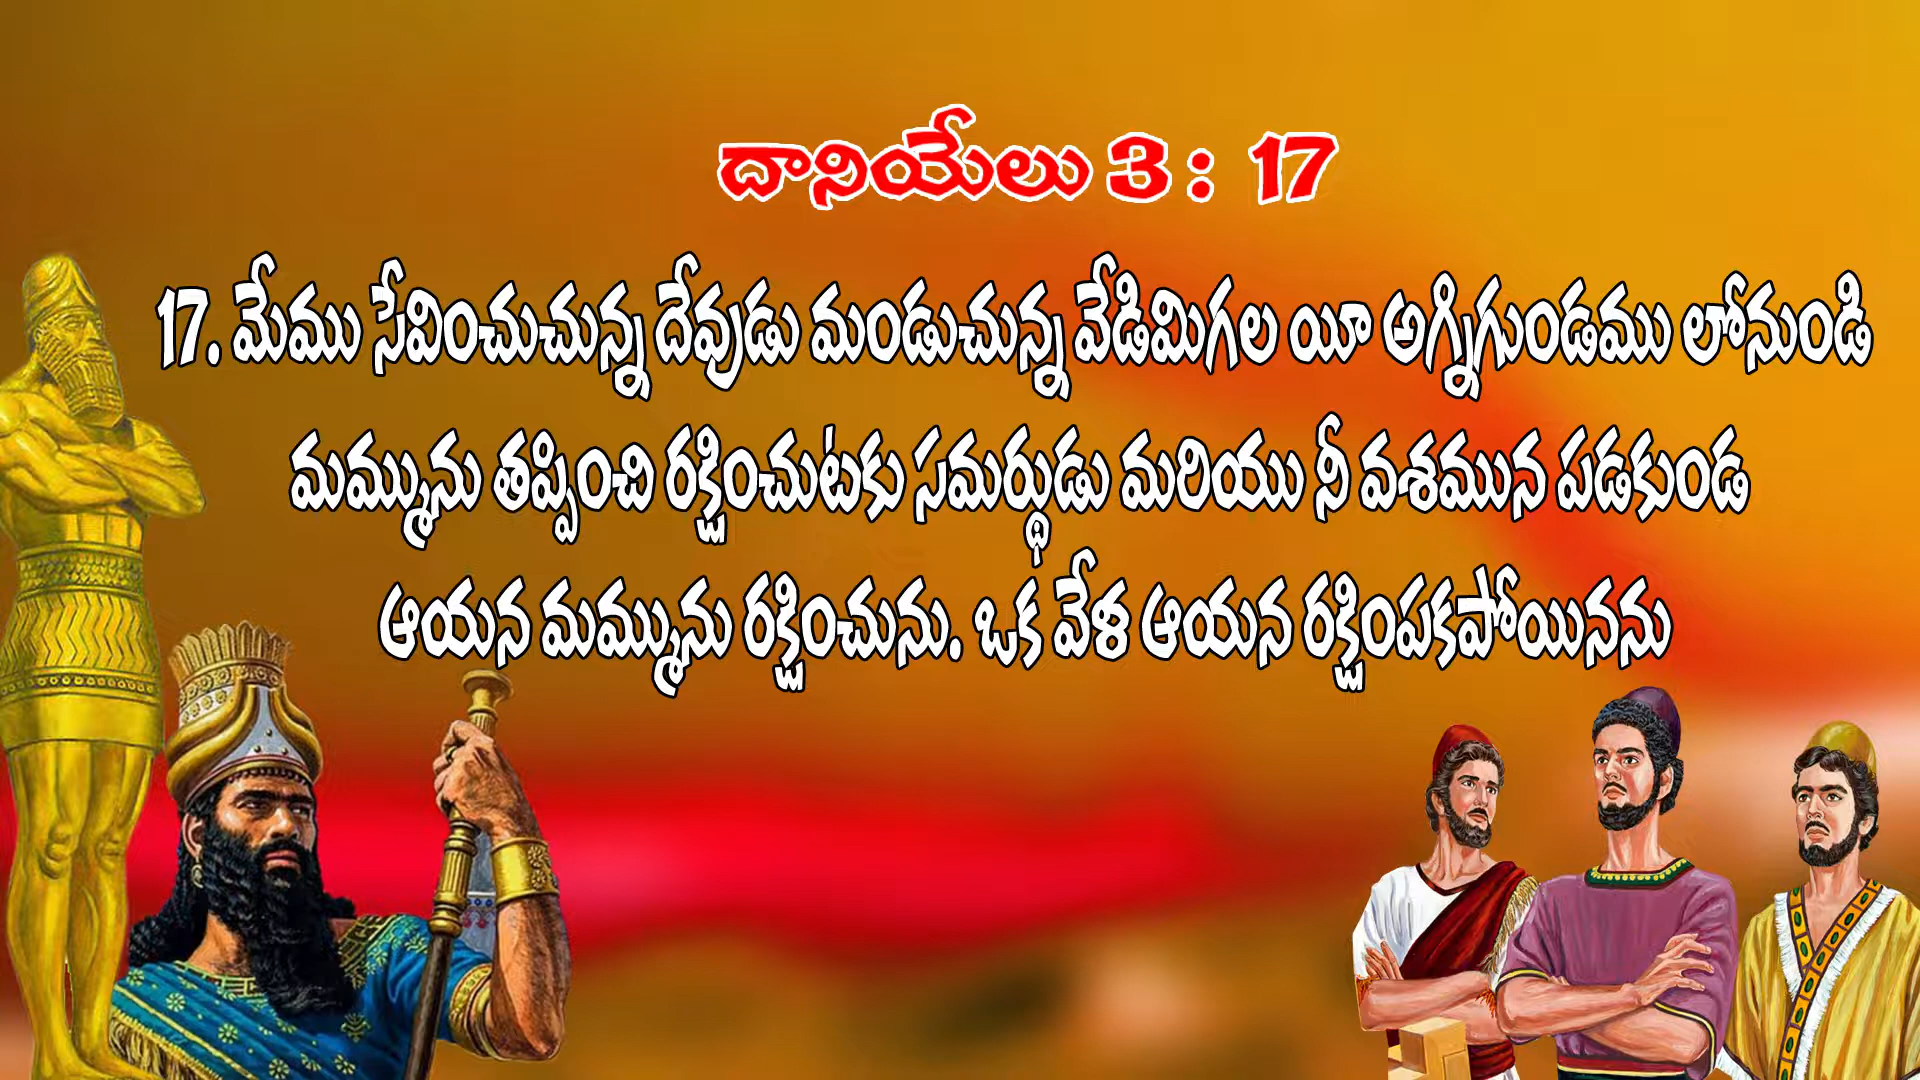 దానియేలు 3 : 17
17. మేము సేవించుచున్న దేవుడు మండుచున్న వేడిమిగల యీ అగ్నిగుండము లోనుండి
మమ్మును తప్పించి రక్షించుటకు సమర్థుడు మరియు నీ వశమున పడకుండ
ఆయన మమ్మును రక్షించును. ఒక వేళ ఆయన రక్షింపకపోయినను